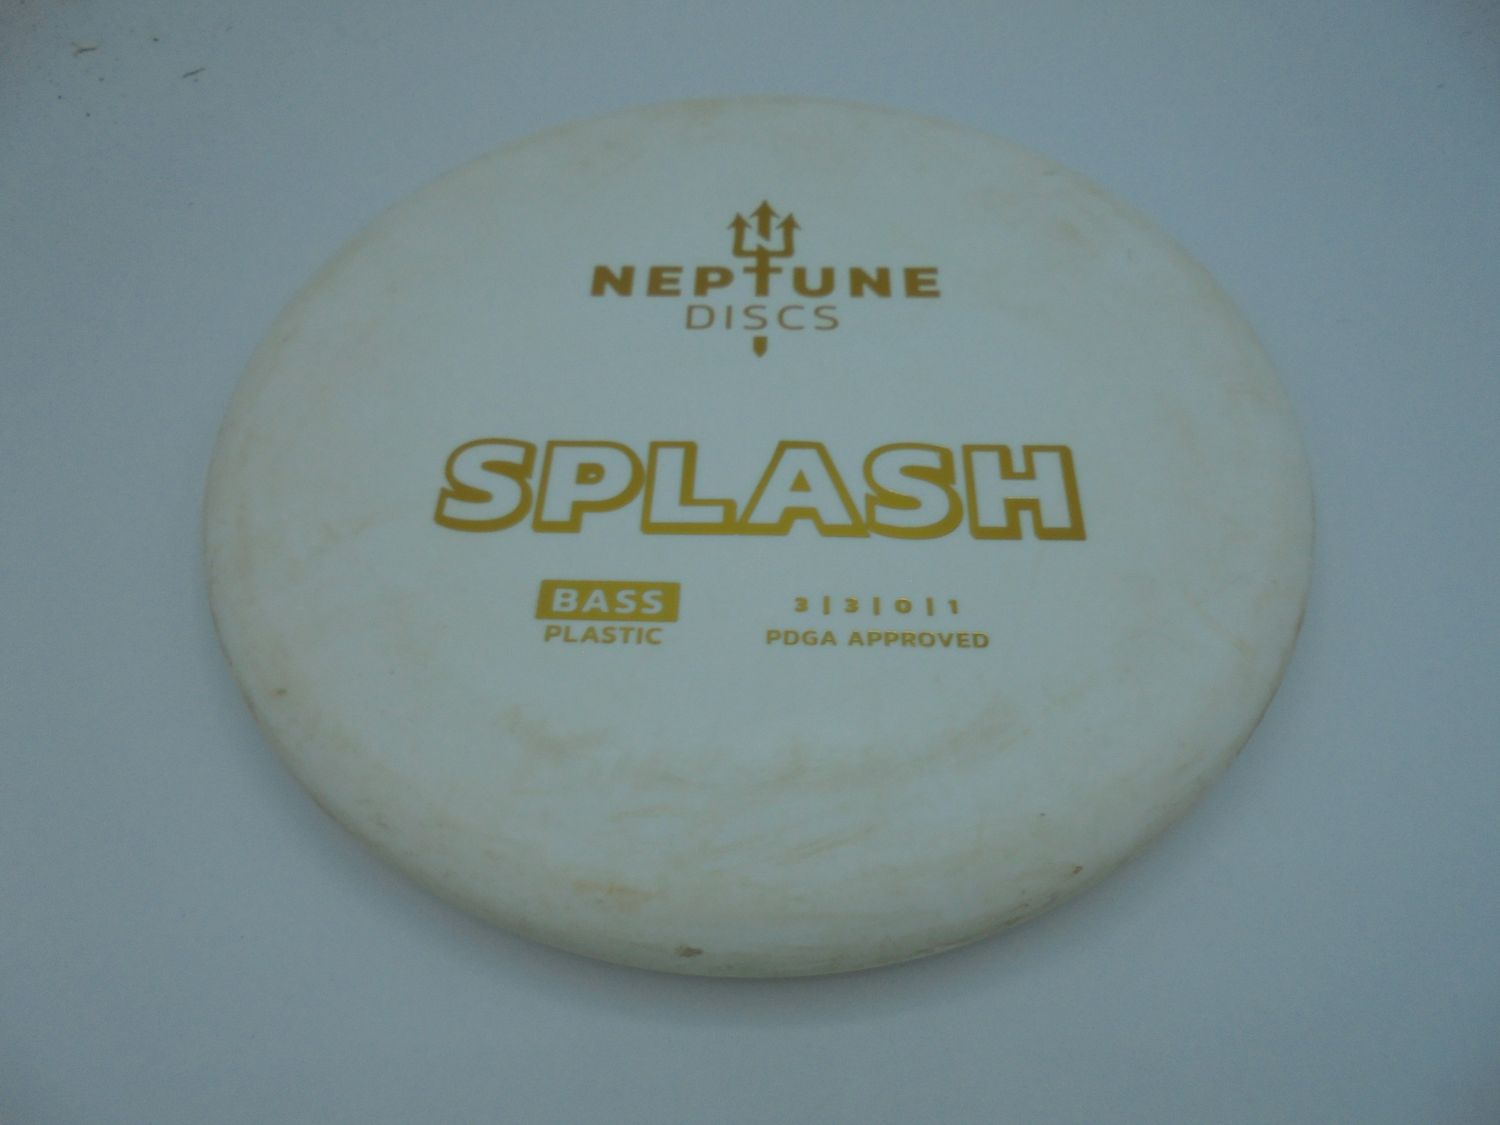 NEPTUNE
DISCS
SPLASH
BASS
PLASTIC
3 | 3 | 0 | 1
PDGA APPROVED